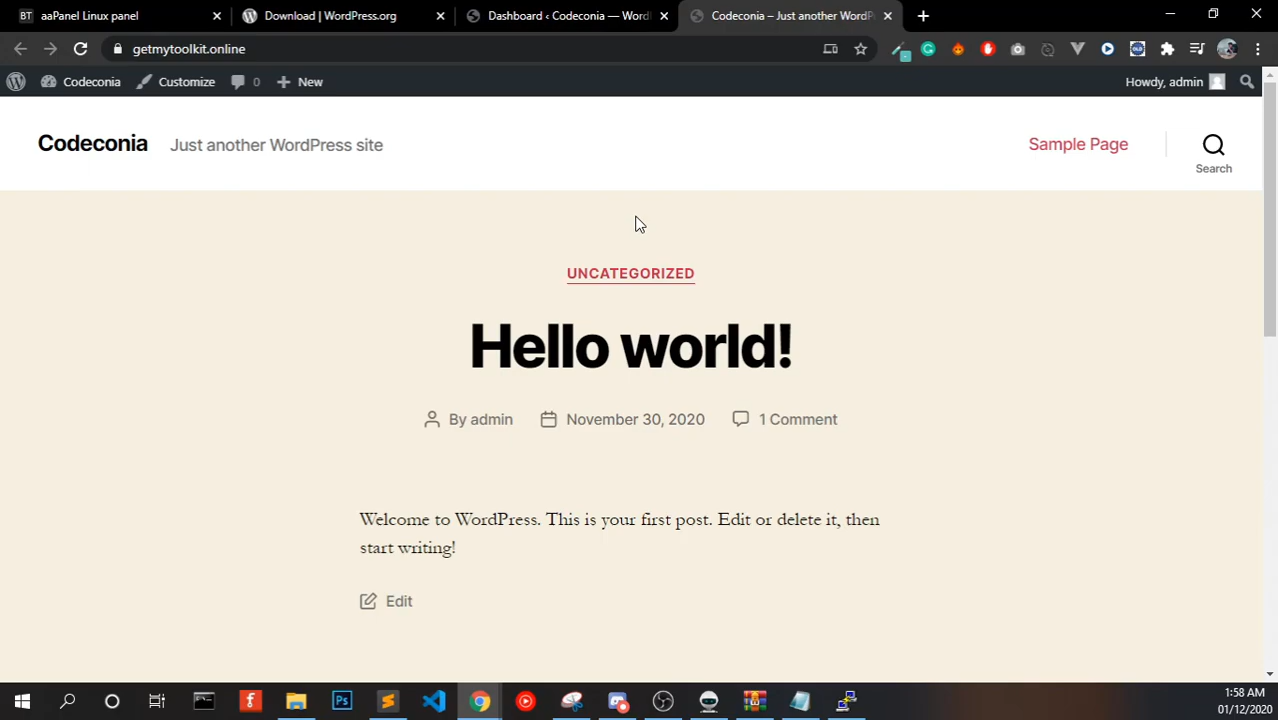 BT aaPanel Linux panel
Download | WordPress.org
Dashboard ‹ Codeconia — Word
Codeconia – Just another WordP
getmytoolkit.online
Codeconia
Customize
0
New
Howdy, admin
Codeconia
Just another WordPress site
Sample Page
Search
UNCATEGORIZED
Hello world!
By admin
November 30, 2020
1 Comment
Welcome to WordPress. This is your first post. Edit or delete it, then
start writing!
Edit
1:58 AM
01/12/2020